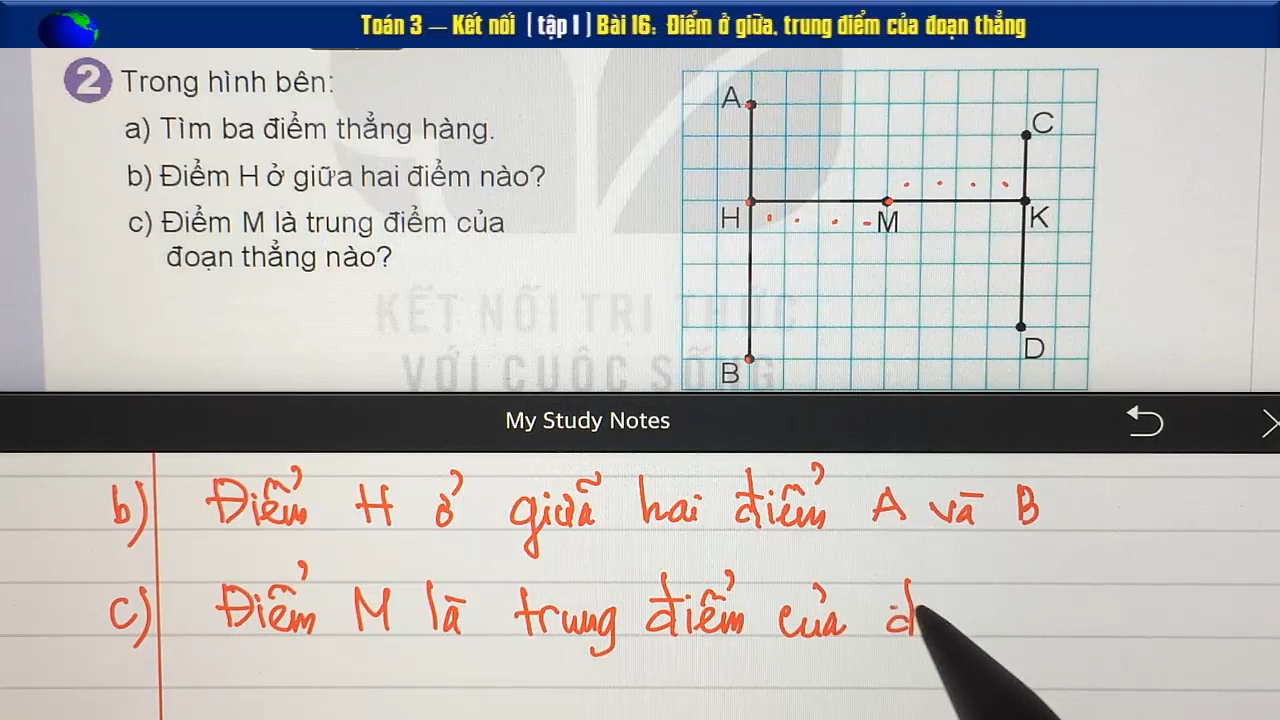 Toán 3 – Kết nối [ tập 1 ] Bài 16: Điểm ở giữa, trung điểm của đoạn thẳng
2 Trong hình bên:
a) Tìm ba điểm thẳng hàng.
b) Điểm H ở giữa hai điểm nào?
c) Điểm M là trung điểm của
đoạn thẳng nào?
A
C
H
M
K
D
B
KẾT NỐI TRI THỨC
VỚI CUỘC SỐNG
My Study Notes
b) Điểm H ở giữa hai điểm A và B
c) Điểm M là trung điểm của đ